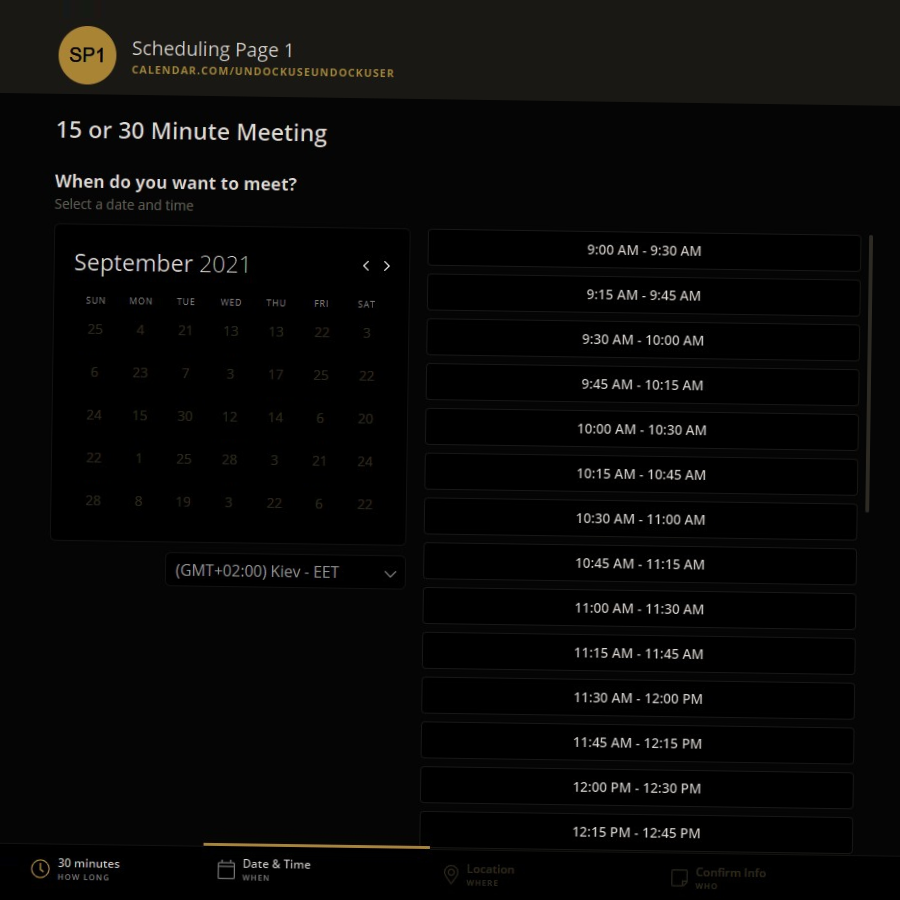 SP1
Scheduling Page 1
CALENDAR.COM/UNDOCKUSEUNDOCKUSER
15 or 30 Minute Meeting
When do you want to meet?
Select a date and time
September 2021
SUN MON TUE WED THU FRI SAT
25 4 21 13 13 22 3
6 23 7 3 17 25 22
24 15 30 12 14 6 20
22 1 25 28 3 21 24
28 8 19 3 22 6 22
(GMT+02:00) Kiev - EET
9:00 AM - 9:30 AM
9:15 AM - 9:45 AM
9:30 AM - 10:00 AM
9:45 AM - 10:15 AM
10:00 AM - 10:30 AM
10:15 AM - 10:45 AM
10:30 AM - 11:00 AM
10:45 AM - 11:15 AM
11:00 AM - 11:30 AM
11:15 AM - 11:45 AM
11:30 AM - 12:00 PM
11:45 AM - 12:15 PM
12:00 PM - 12:30 PM
12:15 PM - 12:45 PM
30 minutes
HOW LONG
Date & Time
WHEN
Location
WHERE
Confirm Info
WHO